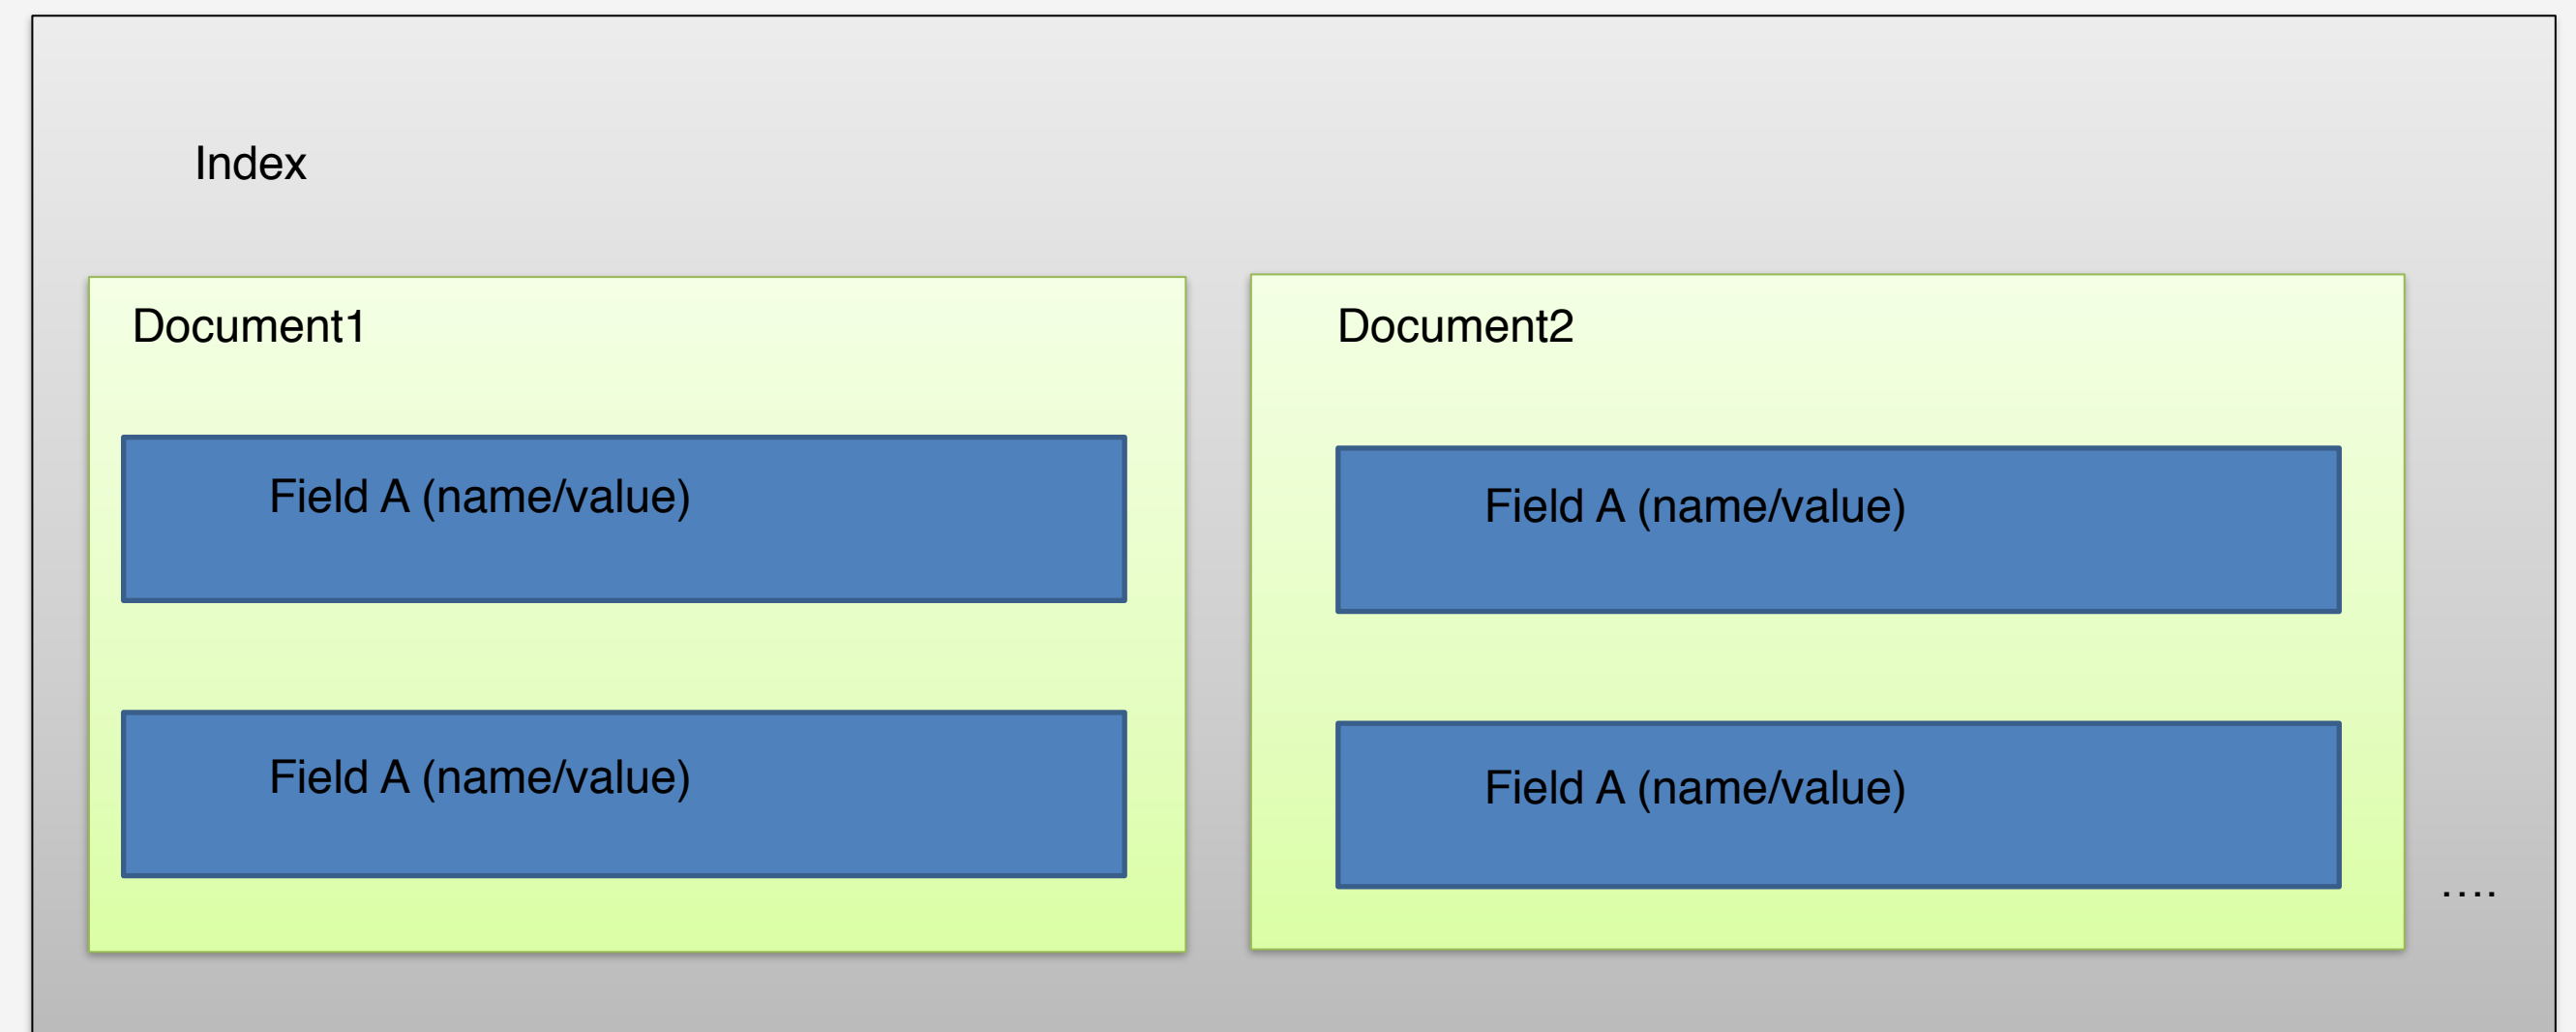 Index
Document1
Field A (name/value)
Field A (name/value)
Document2
Field A (name/value)
Field A (name/value)
....